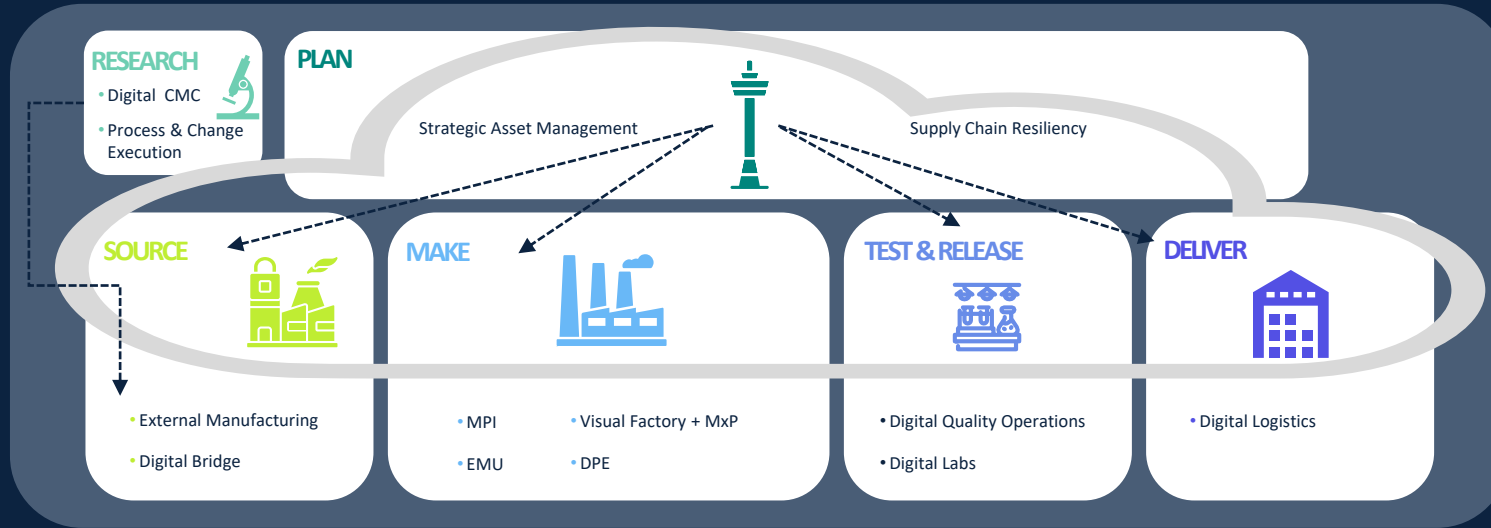 RESEARCH
• Digital CMC
• Process & Change
Execution
PLAN
Strategic Asset Management
Supply Chain Resiliency
SOURCE
• External Manufacturing
• Digital Bridge
MAKE
• MPI
• EMU
• Visual Factory + MxP
• DPE
TEST & RELEASE
• Digital Quality Operations
• Digital Labs
DELIVER
• Digital Logistics